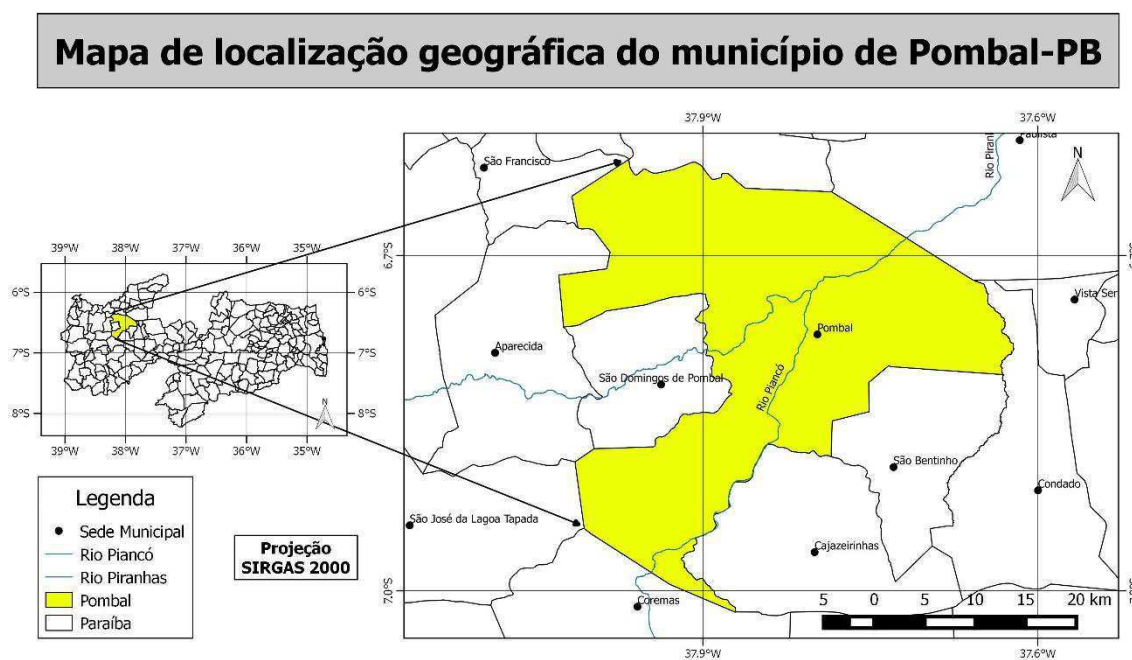 Mapa de localização geográfica do município de Pombal-PB
37.9°W 37.6°W
São Francisco
Paulista
Rio Pirani
N
6.7°S
Vista Ser
Pombal
Aparecida
São Domingos de Pombal
Rio Piancó
São Bentinho
Condado
São José da Lagoa Tapada
Cajazeirinhas
Coremas
7.0°S
5 0 5 10 15 20 km
37.9°W 37.6°W
39°W 38°W 37°W 36°W 35°W
6°S 6°S
7°S 7°S
8°S 8°S
N
39°W 38°W 37°W 36°W 35°W
Legenda
Sede Municipal
Rio Piancó
Rio Piranhas
Pombal
Paraíba
Projeção
SIRGAS 2000